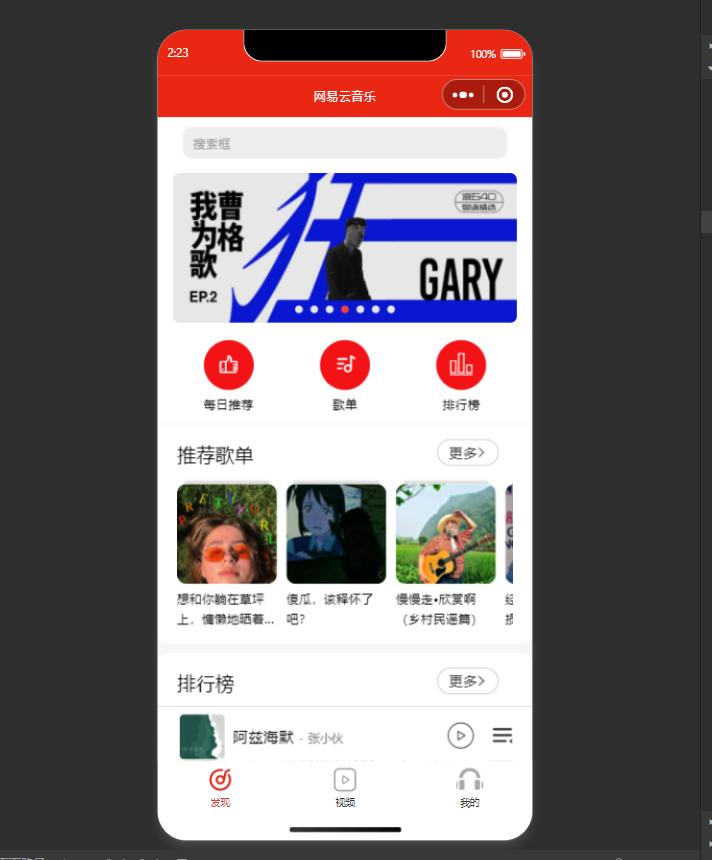 2:23
100%
网易云音乐
搜索框
我为歌
曹格
狂
EP.2
GARY
每日推荐
歌单
排行榜
推荐歌单
更多>
PRETTY GIRL
想和你躺在草坪
上，慵懒地晒着...
傻瓜，该释怀了
吧？
慢慢走•欣赏啊
（乡村民谣篇）
排行榜
更多>
阿兹海默 - 张小伙
发现
视频
我的